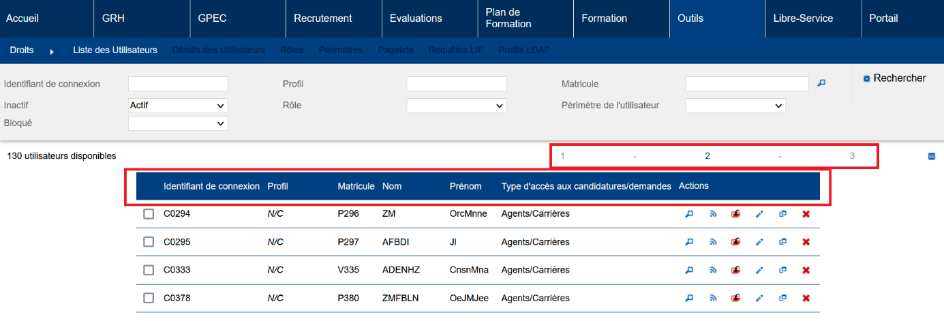 Accueil GRH GPEC Recrutement Evaluations Plan de Formation Formation Outils Libre-Service Portail
Droits Liste des Utilisateurs Détails des Utilisateurs Rôles Périmètres Pagelets Requêtes LIF Profils LDAP
Identifiant de connexion Profil Matricule Rechercher
Inactif Actif Rôle Périmètre de l'utilisateur
Bloqué
130 utilisateurs disponibles 1 - 2 - 3
Identifiant de connexion Profil Matricule Nom Prénom Type d'accès aux candidatures/demandes Actions
C0294 N/C P296 ZM OrcMnne Agents/Carrières
C0295 N/C P297 AFBDI JI Agents/Carrières
C0333 N/C V335 ADENHZ CnsnMna Agents/Carrières
C0378 N/C P380 ZMFBLN OeJMJee Agents/Carrières